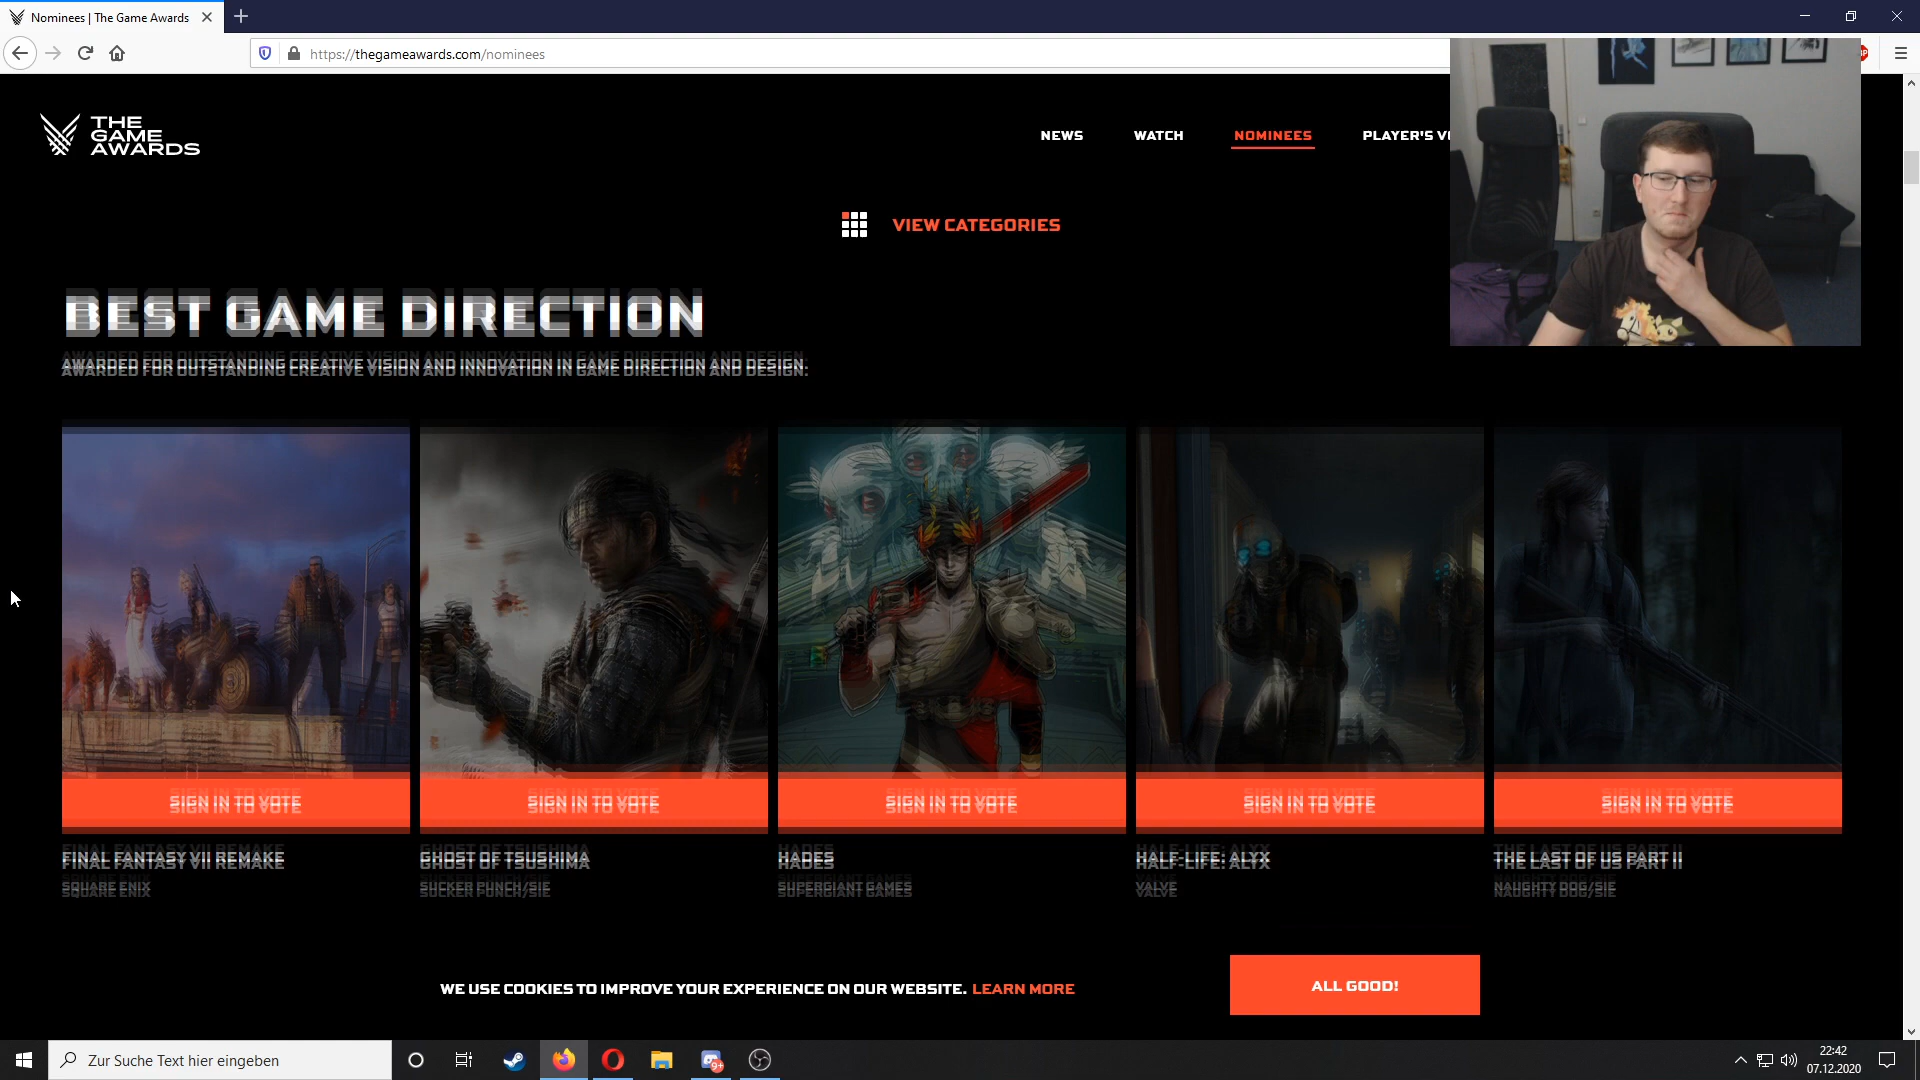 Nominees | The Game Awards
https://thegameawards.com/nominees
THE
GAME
AWARDS
NEWS
WATCH
NOMINEES
PLAYER'S
VIEW CATEGORIES
BEST GAME DIRECTION
AWARDED FOR OUTSTANDING CREATIVE VISION AND INNOVATION IN GAME DIRECTION AND DESIGN.
SIGN IN TO VOTE
SIGN IN TO VOTE
SIGN IN TO VOTE
SIGN IN TO VOTE
SIGN IN TO VOTE
FINAL FANTASY VII REMAKE
SQUARE ENIX
GHOST OF TSUSHIMA
SUCKER PUNCH/SIE
HADES
SUPERGIANT GAMES
HALF-LIFE: ALYX
VALVE
THE LAST OF US PART II
NAUGHTY DOG/SIE
WE USE COOKIES TO IMPROVE YOUR EXPERIENCE ON OUR WEBSITE. LEARN MORE
ALL GOOD!
Zur Suche Text hier eingeben
9+
22:42
07.12.2020